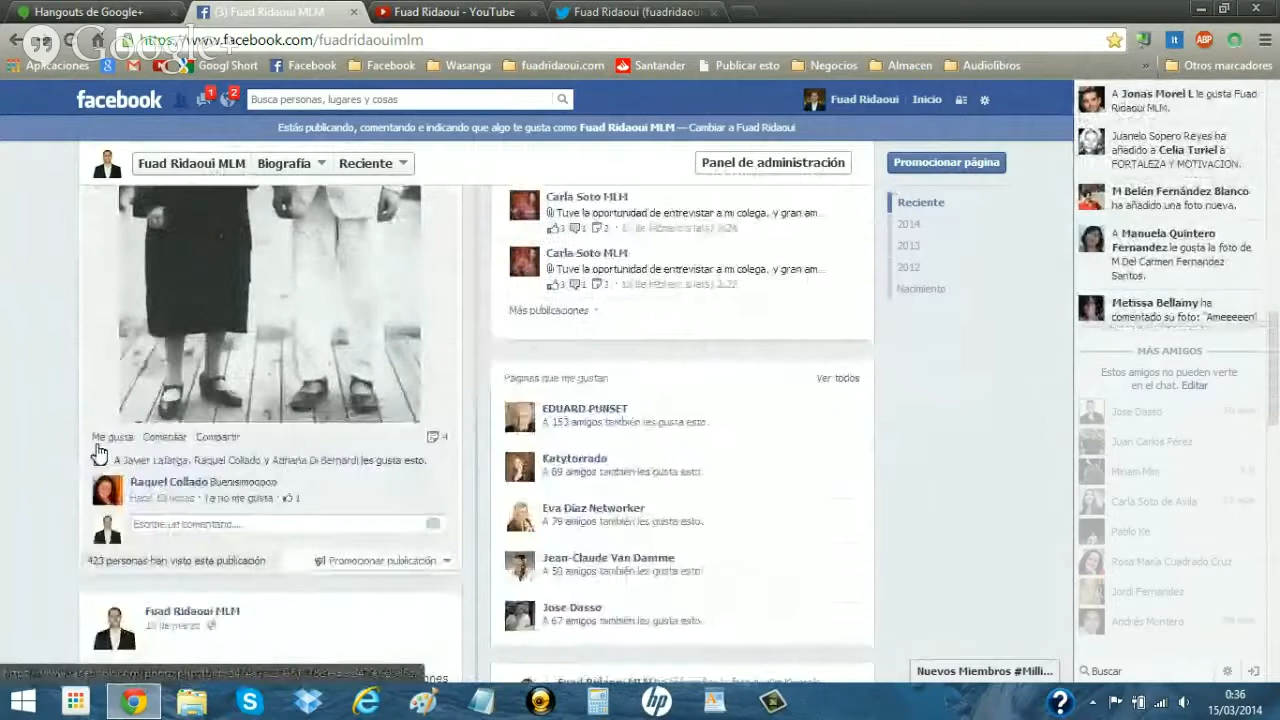 Hangouts de Google+
(3) Fuad Ridaoui MLM
Fuad Ridaoui - YouTube
Fuad Ridaoui (fuadridaoui
Google+
https://www.facebook.com/fuadridaouimlm
Aplicaciones
Googl Short
Facebook
Facebook
Wasanga
fuadridaoui.com
Santander
Publicar esto
Negocios
Almacen
Audiolibros
»
Otros marcadores
facebook
1
2
Busca personas, lugares y cosas
Fuad Ridaoui
Inicio
Estás publicando, comentando e indicando que algo te gusta como Fuad Ridaoui MLM — Cambiar a Fuad Ridaoui
Fuad Ridaoui MLM
Biografía
Reciente
Panel de administración
Promocionar página
Reciente
2014
2013
2012
Nacimiento
Carla Soto MLM
Tuve la oportunidad de entrevistar a mi colega, y gran am...
Carla Soto MLM
Tuve la oportunidad de entrevistar a mi colega, y gran am...
Más publicaciones
Me gusta · Comentar · Compartir
A Javier Lafarga, Raquel Collado y Adriana Di Bernardi les gusta esto.
Raquel Collado Buenisimoooo
Ya no me gusta · 1
Escribe un comentario...
423 personas han visto esta publicación
Promocionar publicación
Fuad Ridaoui MLM
Páginas que me gustan
Ver todos
EDUARD PUNSET
A 153 amigos también les gusta esto.
Katytorrado
A 69 amigos también les gusta esto.
Eva Díaz Networker
A 79 amigos también les gusta esto.
Jean-Claude Van Damme
A 50 amigos también les gusta esto.
Jose Dasso
A 67 amigos también les gusta esto.
A Jonas Morel L le gusta Fuad
Ridaoui MLM.
Juanelo Sopero Reyes ha
añadido a Celia Turiel a
FORTALEZA Y MOTIVACION.
M Belén Fernández Blanco
ha añadido una foto nueva.
A Manuela Quintero
Fernandez le gusta la foto de
M Del Carmen Fernandez
Santos.
Metissa Bellamy ha
comentado su foto: "Ameeeeen!
MÁS AMIGOS
Estos amigos no pueden verte
en el chat. Editar
Jose Dasso
Juan Carlos Pérez
Miriam Mlm
Carla Soto de Avila
Pablo Ke
Rosa María Cuadrado Cruz
Jordi Fernandez
Andrés Montero
Nuevos Miembros #Milli...
Buscar
0:36
15/03/2014